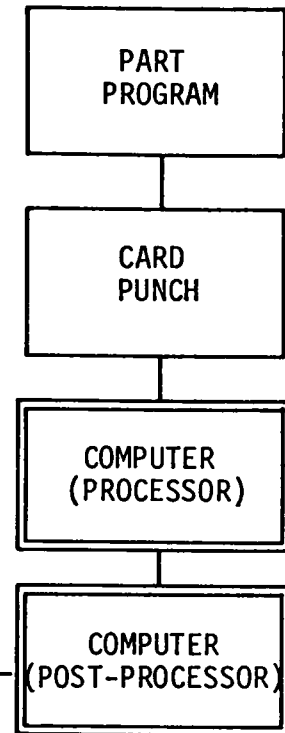 PART
PROGRAM
CARD
PUNCH
COMPUTER
(PROCESSOR)
COMPUTER
(POST-PROCESSOR)